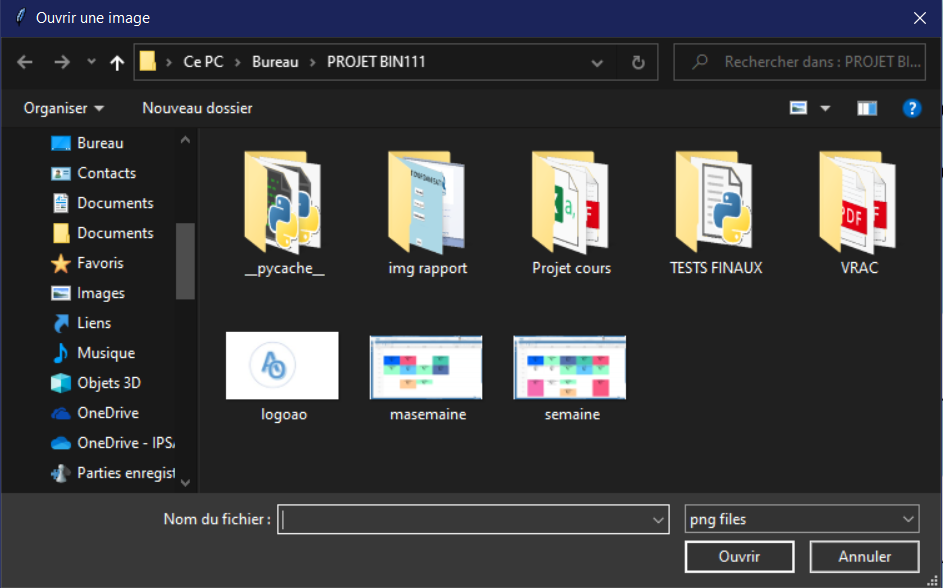 Ouvrir une image
Ce PC > Bureau > PROJET BIN111
Rechercher dans : PROJET BI...
Organiser
Nouveau dossier
Bureau
Contacts
Documents
Documents
Favoris
Images
Liens
Musique
Objets 3D
OneDrive
OneDrive - IPSA
Parties enregist
__pycache__
img rapport
Projet cours
TESTS FINAUX
VRAC
a,
PDF
logoao
masemaine
semaine
Nom du fichier :
png files
Ouvrir
Annuler